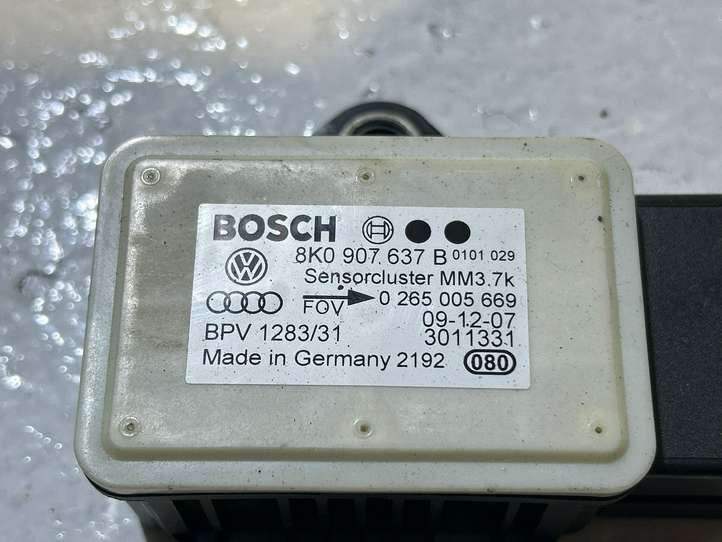 BOSCH
8K0 907 637 B 0101 029
Sensorcluster MM3.7k
FOV 0 265 005 669
09-12-07
BPV 1283/31 3011331
Made in Germany 2192 080